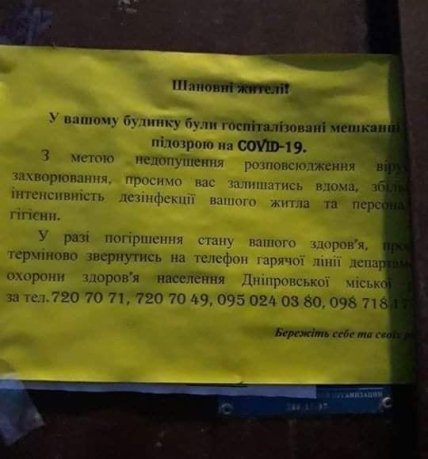 Шановні жителі!
У вашому будинку були госпіталізовані мешканці
підозрою на COVID-19.
З метою недопущення розповсюдження
захворювання, просимо вас залишатись вдома,
інтенсивність дезінфекції вашого житла та
гігієни.
У разі погіршення стану вашого здоров'я,
терміново звернутись на телефон гарячої лінії
охорони здоров'я населення Дніпровської міської
за тел. 720 70 71, 720 70 49, 095 024 03 80, 098 718
Бережіть себе та своїх